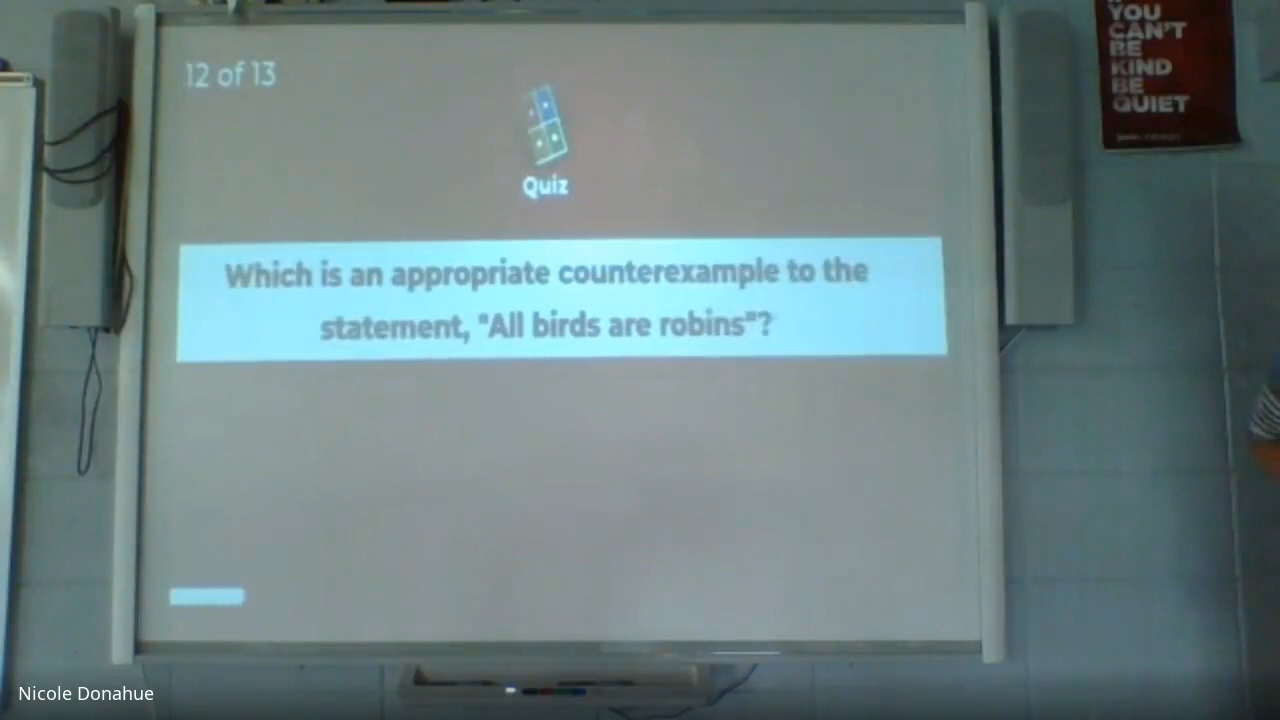 YOU
CAN'T
BE
KIND
BE
QUIET
12 of 13
Quiz
Which is an appropriate counterexample to the
statement, "All birds are robins"?
Nicole Donahue